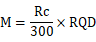 M = Rc/300 × RQD